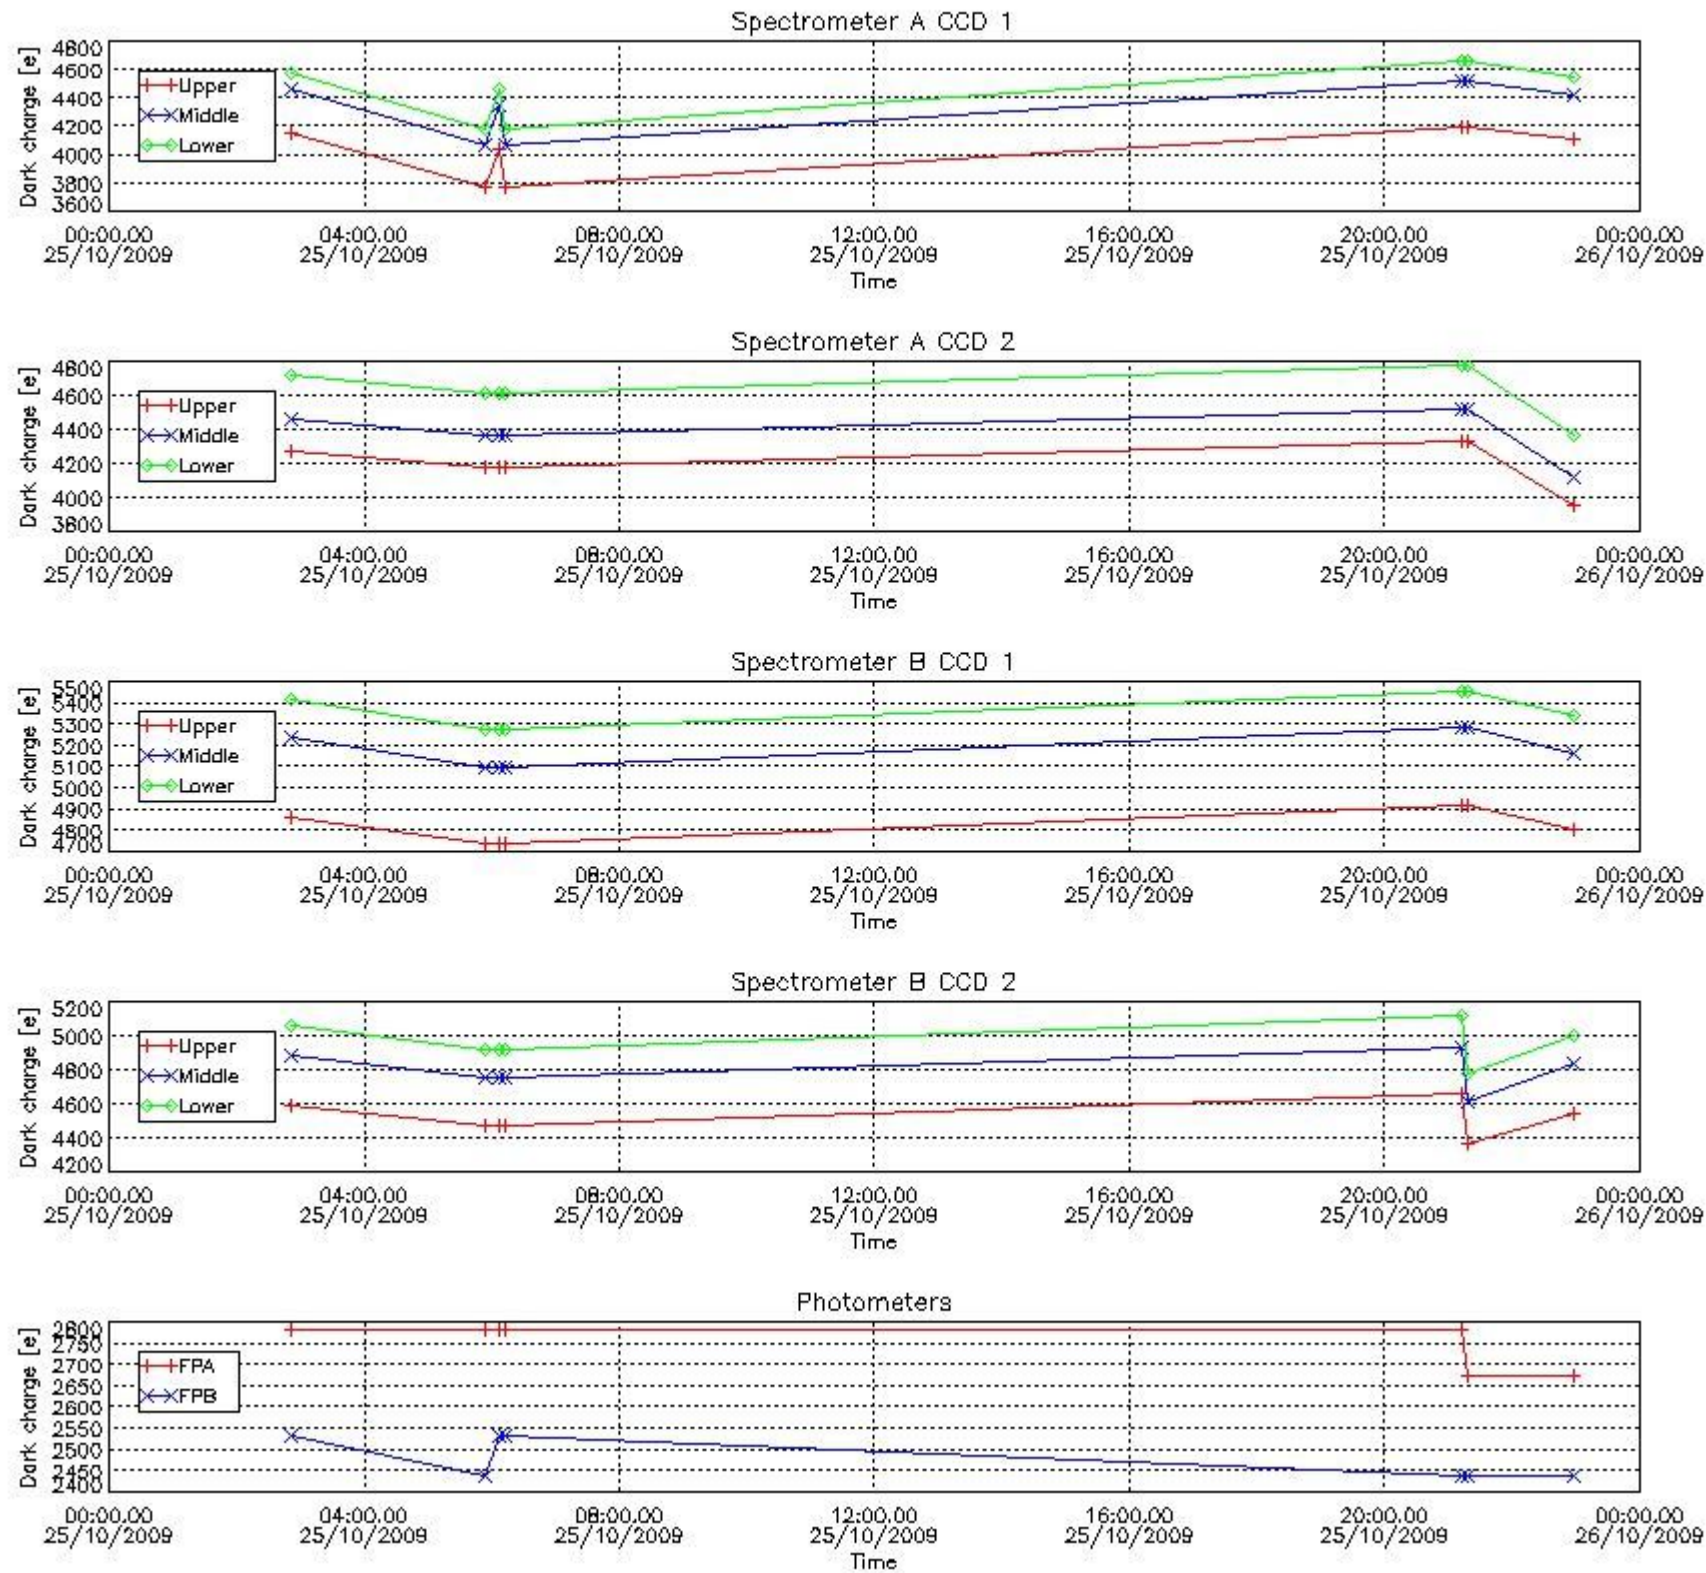 Spectrometer A CCD 1
Dark charge [e]
4800
4600
4400
4200
4000
3800
3600
Upper
Middle
Lower
00:00.00 04:00.00 08:00.00 12:00.00 16:00.00 20:00.00 00:00.00
25/10/2009 25/10/2009 25/10/2009 25/10/2009 25/10/2009 25/10/2009 26/10/2009
Time
Spectrometer A CCD 2
Dark charge [e]
4800
4600
4400
4200
4000
3800
Upper
Middle
Lower
00:00.00 04:00.00 08:00.00 12:00.00 16:00.00 20:00.00 00:00.00
25/10/2009 25/10/2009 25/10/2009 25/10/2009 25/10/2009 25/10/2009 26/10/2009
Time
Spectrometer B CCD 1
Dark charge [e]
5500
5400
5300
5200
5100
5000
4900
4800
4700
Upper
Middle
Lower
00:00.00 04:00.00 08:00.00 12:00.00 16:00.00 20:00.00 00:00.00
25/10/2009 25/10/2009 25/10/2009 25/10/2009 25/10/2009 25/10/2009 26/10/2009
Time
Spectrometer B CCD 2
Dark charge [e]
5200
5000
4800
4600
4400
4200
Upper
Middle
Lower
00:00.00 04:00.00 08:00.00 12:00.00 16:00.00 20:00.00 00:00.00
25/10/2009 25/10/2009 25/10/2009 25/10/2009 25/10/2009 25/10/2009 26/10/2009
Time
Photometers
Dark charge [e]
2800
2750
2700
2650
2600
2550
2500
2450
2400
FPA
FPB
00:00.00 04:00.00 08:00.00 12:00.00 16:00.00 20:00.00 00:00.00
25/10/2009 25/10/2009 25/10/2009 25/10/2009 25/10/2009 25/10/2009 26/10/2009
Time